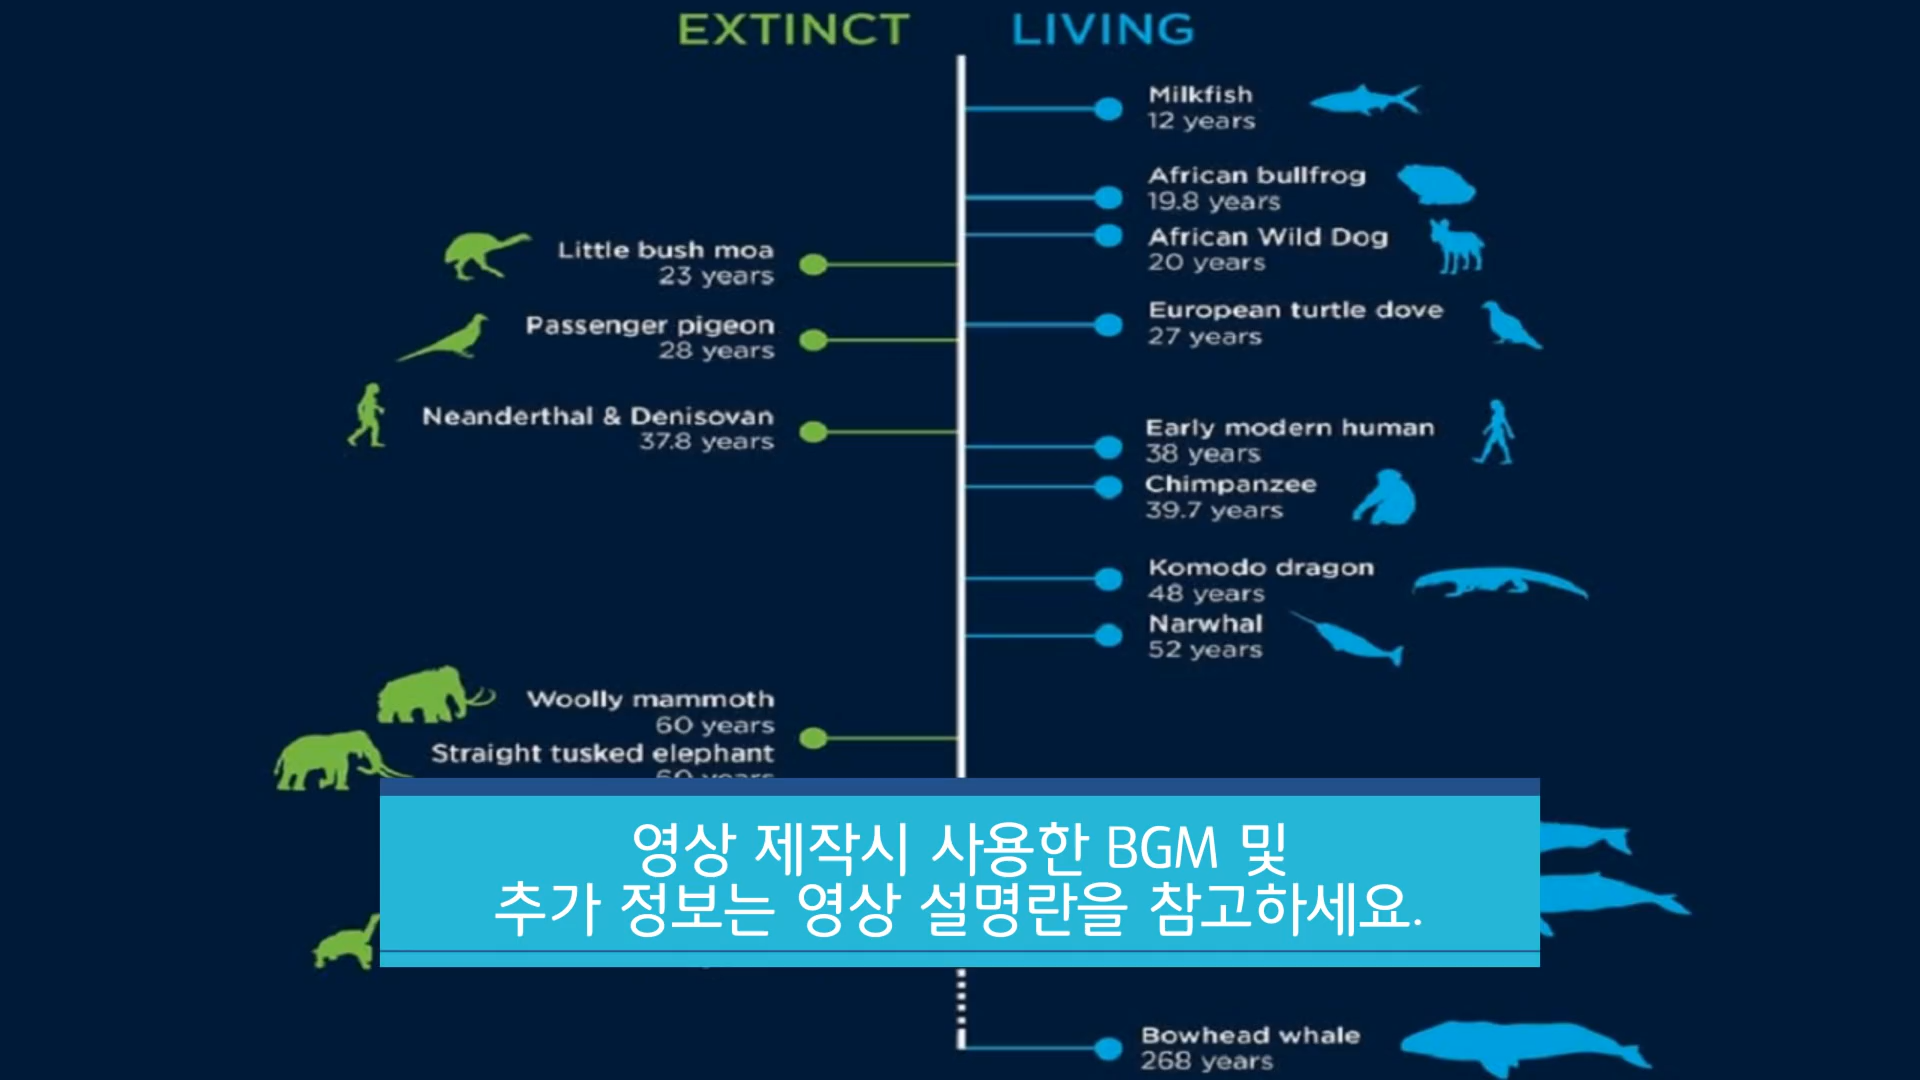 EXTINCT
LIVING
Milkfish
12 years
African bullfrog
19.8 years
African Wild Dog
20 years
Little bush moa
23 years
European turtle dove
27 years
Passenger pigeon
28 years
Neanderthal & Denisovan
37.8 years
Early modern human
38 years
Chimpanzee
39.7 years
Komodo dragon
48 years
Narwhal
52 years
Woolly mammoth
60 years
Straight tusked elephant
60 years
영상 제작시 사용한 BGM 및
추가 정보는 영상 설명란을 참고하세요.
Bowhead whale
268 years